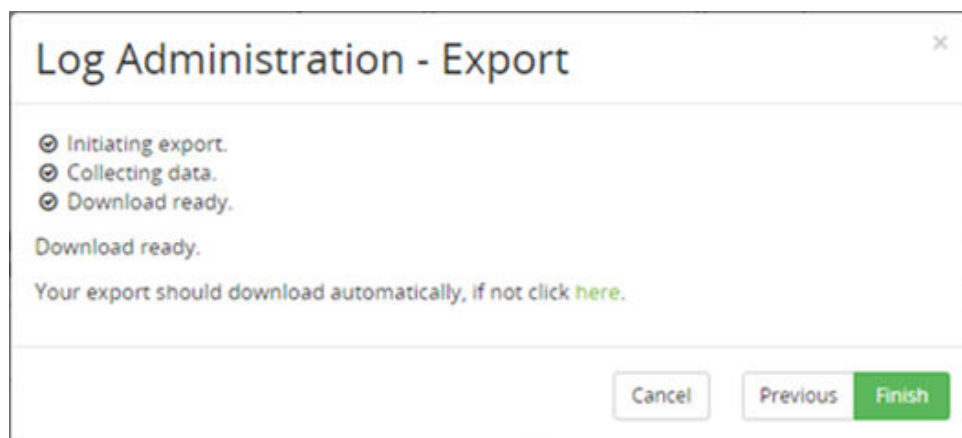 Log Administration - Export
×
Initiating export.
Collecting data.
Download ready.
Download ready.
Your export should download automatically, if not click here.
Cancel
Previous
Finish